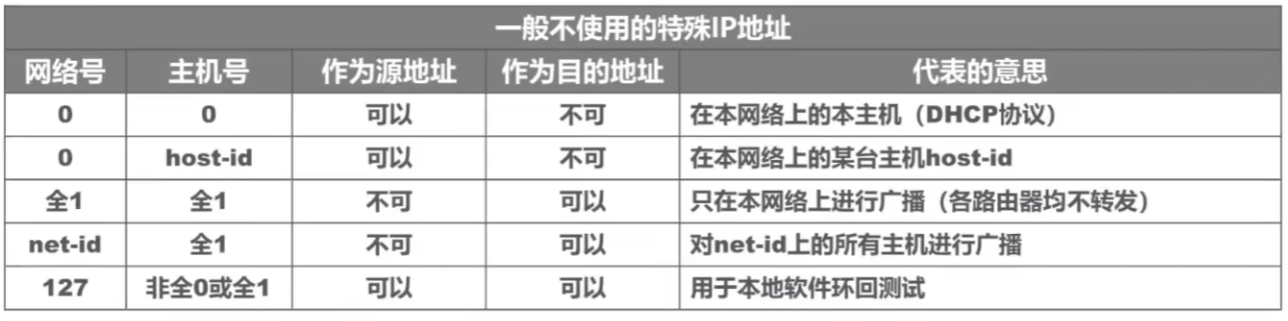 一般不使用的特殊IP地址
网络号 主机号 作为源地址 作为目的地址 代表的意思
0 0 可以 不可 在本网络上的本主机（DHCP协议）
0 host-id 可以 不可 在本网络上的某台主机host-id
全1 全1 不可 可以 只在本网络上进行广播（各路由器均不转发）
net-id 全1 不可 可以 对net-id上的所有主机进行广播
127 非全0或全1 可以 可以 用于本地软件环回测试